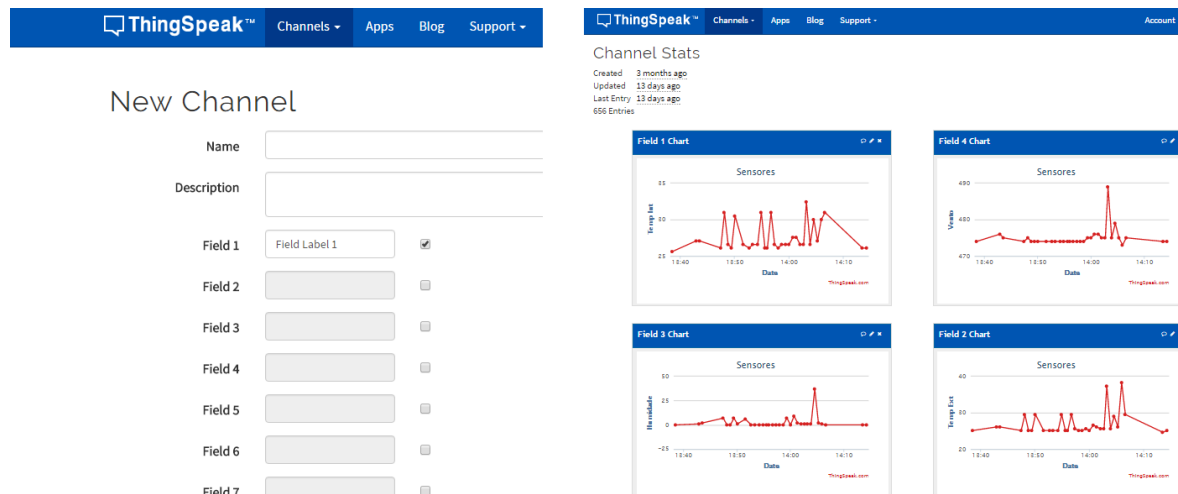 ThingSpeak™ Channels Apps Blog Support
New Channel
Name
Description
Field 1 Field Label 1
Field 2
Field 3
Field 4
Field 5
Field 6
Field 7
ThingSpeak™ Channels Apps Blog Support Account
Channel Stats
Created 3 months ago
Updated 13 days ago
Last Entry 13 days ago
656 Entries
Field 1 Chart
Sensores
35
30
25
Temp Int
13:40 13:50 14:00 14:10
Data
ThingSpeak.com
Field 4 Chart
Sensores
490
480
470
Vento
13:40 13:50 14:00 14:10
Data
ThingSpeak.com
Field 3 Chart
Sensores
50
25
0
-25
Humidade
13:40 13:50 14:00 14:10
Data
ThingSpeak.com
Field 2 Chart
Sensores
40
30
20
Temp Ext
13:40 13:50 14:00 14:10
Data
ThingSpeak.com